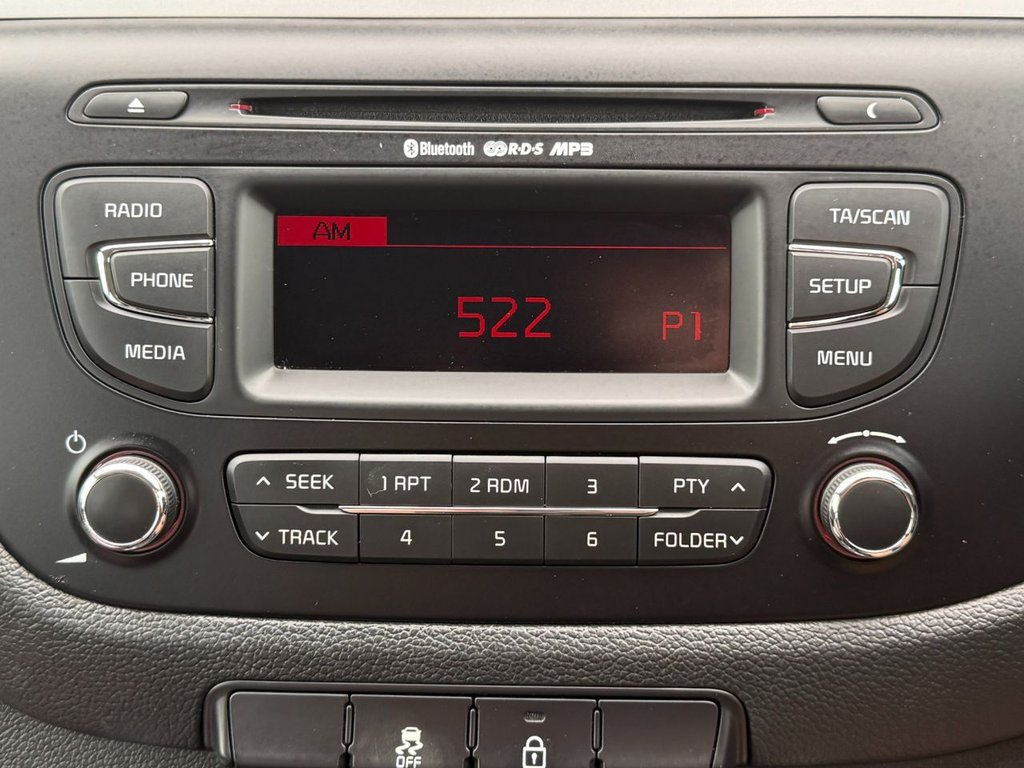 Bluetooth R·D·S MP3
RADIO
PHONE
MEDIA
AM
522 P1
TA/SCAN
SETUP
MENU
SEEK 1 RPT 2 RDM 3 PTY
TRACK 4 5 6 FOLDER
OFF